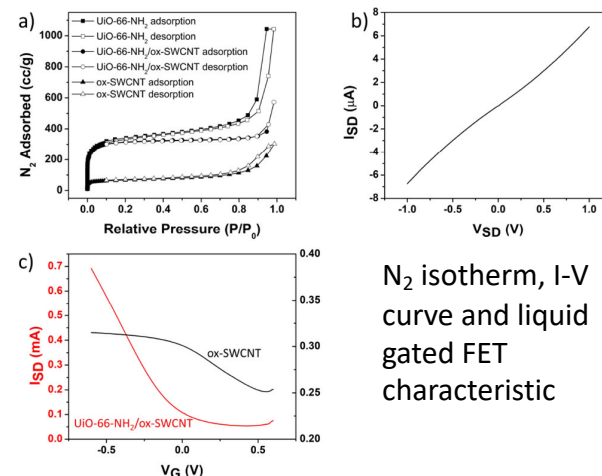 a)
UiO-66-NH₂ adsorption
UiO-66-NH₂ desorption
UiO-66-NH₂/ox-SWCNT adsorption
UiO-66-NH₂/ox-SWCNT desorption
ox-SWCNT adsorption
ox-SWCNT desorption
N₂ Adsorbed (cc/g)
1400
1200
1000
800
600
400
200
0
0.0 0.2 0.4 0.6 0.8 1.0
Relative Pressure (P/P₀)
b)
I_SD (μA)
8
6
4
2
0
-2
-4
-6
-8
-1.0 -0.5 0.0 0.5 1.0
V_SD (V)
c)
I_SD (mA)
0.7
0.6
0.5
0.4
0.3
0.2
0.1
0.0
0.40
0.35
0.30
0.25
0.20
ox-SWCNT
UiO-66-NH₂/ox-SWCNT
-0.5 0.0 0.5
V_G (V)
N₂ isotherm, I-V
curve and liquid
gated FET
characteristic